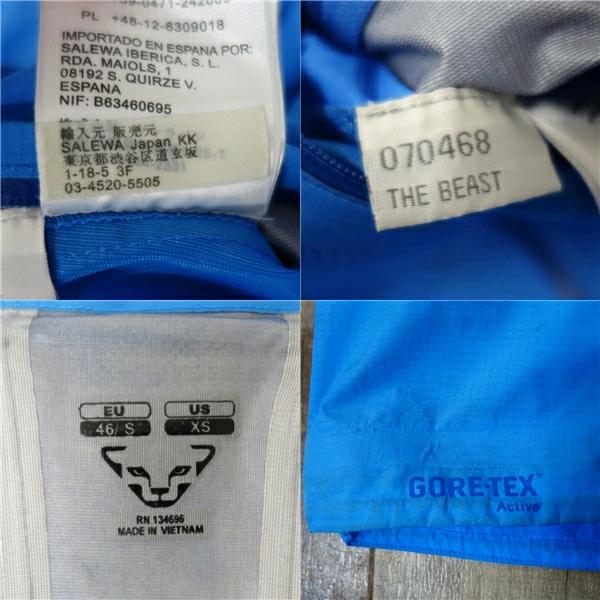 PL +48-12-6309018
IMPORTADO EN ESPAÑA POR:
SALEWA IBERICA, S. L.
RDA. MAIOLS, 1
08192 S. QUIRZE V.
ESPANA
NIF: B63460695
輸入元 販売元
SALEWA Japan KK
東京都渋谷区道玄坂
1-18-5 3F
03-4520-5505
070468
THE BEAST
EU US
46/ S XS
RN 134696
MADE IN VIETNAM
GORE-TEX
Active